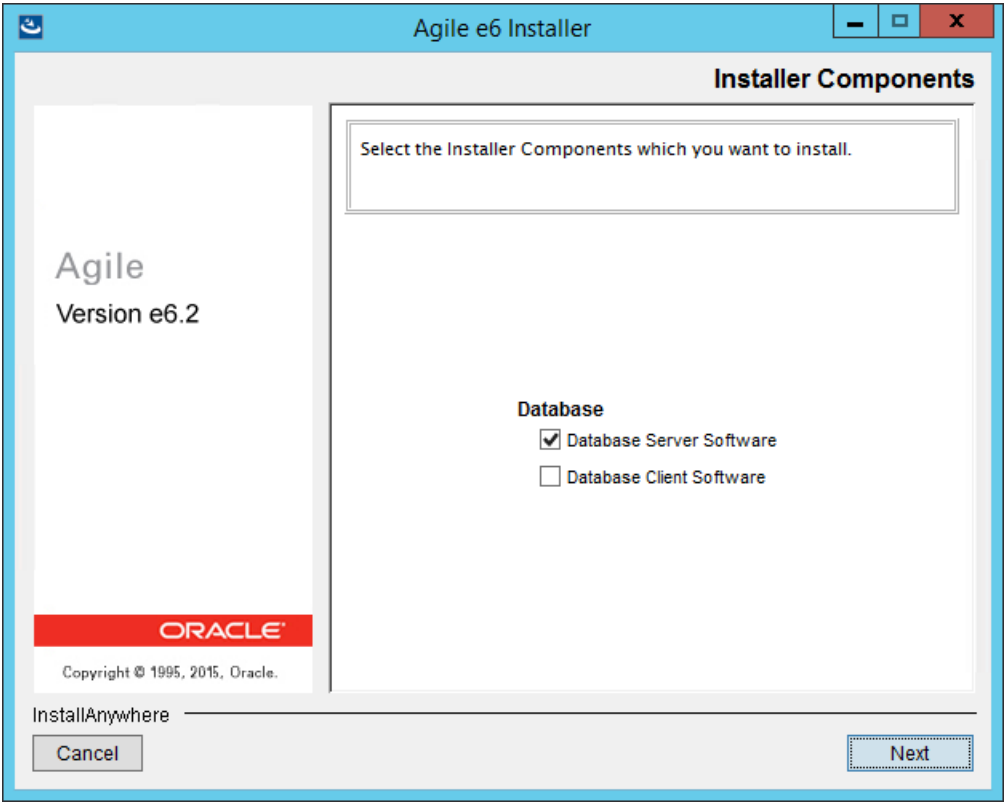 Agile e6 Installer
Installer Components
Select the Installer Components which you want to install.
Agile
Version e6.2
Database
Database Server Software
Database Client Software
ORACLE
Copyright © 1995, 2015, Oracle.
InstallAnywhere
Cancel
Next